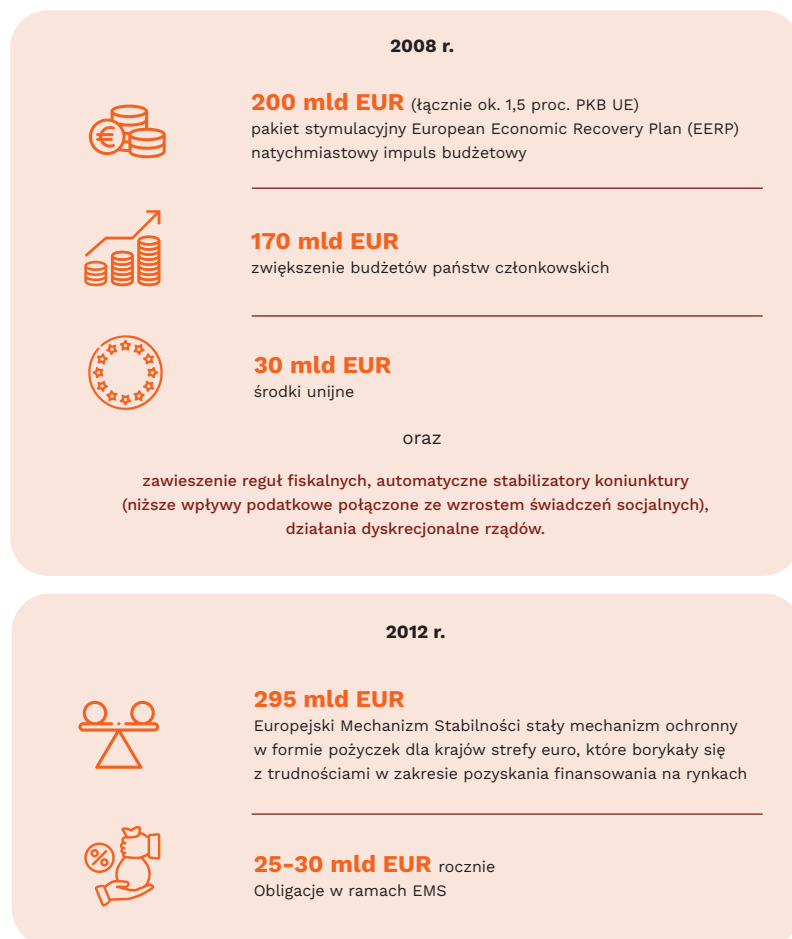 2008 r.
200 mld EUR (łącznie ok. 1,5 proc. PKB UE)
pakiet stymulacyjny European Economic Recovery Plan (EERP)
natychmiastowy impuls budżetowy
170 mld EUR
zwiększenie budżetów państw członkowskich
30 mld EUR
środki unijne
oraz
zawieszenie reguł fiskalnych, automatyczne stabilizatory koniunktury
(niższe wpływy podatkowe połączone ze wzrostem świadczeń socjalnych),
działania dyskrecjonalne rządów.
2012 r.
295 mld EUR
Europejski Mechanizm Stabilności stały mechanizm ochronny
w formie pożyczek dla krajów strefy euro, które borykały się
z trudnościami w zakresie pozyskania finansowania na rynkach
25-30 mld EUR rocznie
Obligacje w ramach EMS